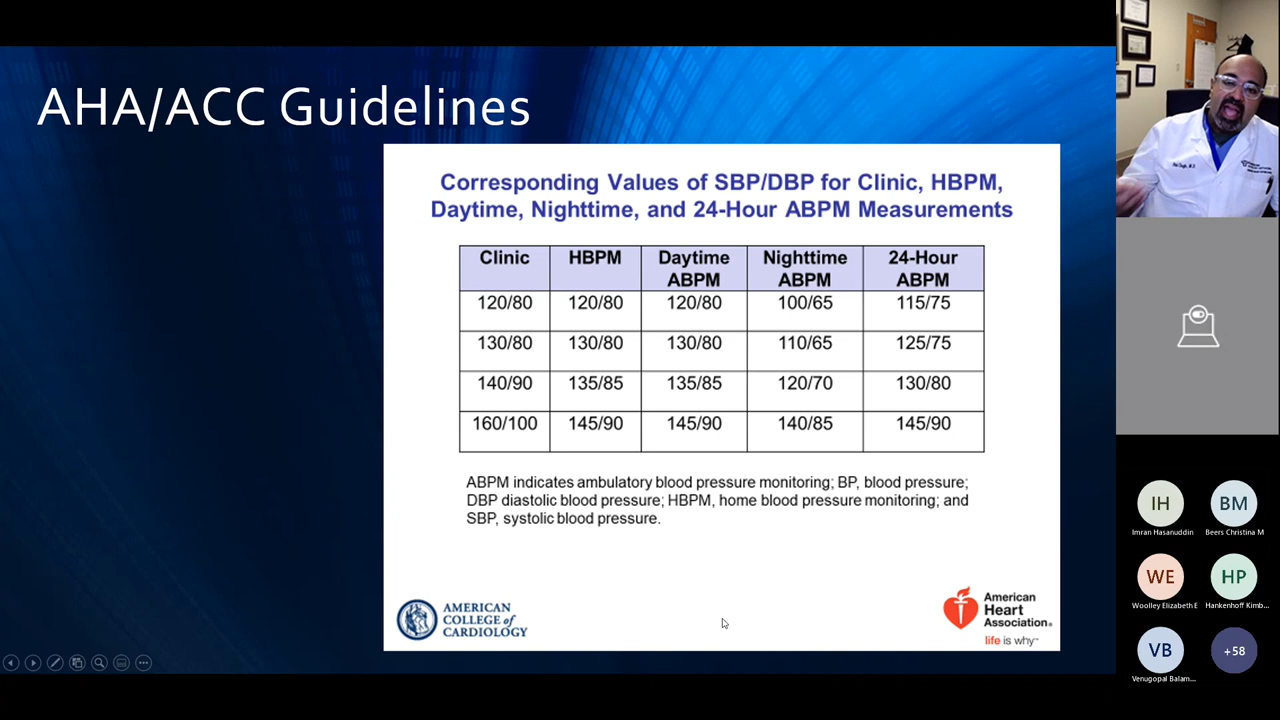 AHA/ACC Guidelines
Corresponding Values of SBP/DBP for Clinic, HBPM,
Daytime, Nighttime, and 24-Hour ABPM Measurements
Clinic HBPM Daytime ABPM Nighttime ABPM 24-Hour ABPM
120/80 120/80 120/80 100/65 115/75
130/80 130/80 130/80 110/65 125/75
140/90 135/85 135/85 120/70 130/80
160/100 145/90 145/90 140/85 145/90
ABPM indicates ambulatory blood pressure monitoring; BP, blood pressure;
DBP diastolic blood pressure; HBPM, home blood pressure monitoring; and
SBP, systolic blood pressure.
AMERICAN
COLLEGE of
CARDIOLOGY
American
Heart
Association®
life is why™
IH BM
Imran Hasanuddin Beers Christina M
WE HP
Woolley Elizabeth E Hankenhoff Kimb...
VB +58
Venugopal Balam...